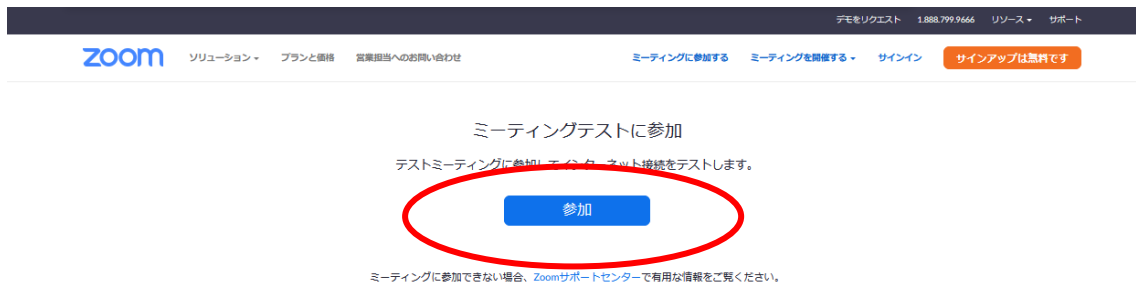 デモをリクエスト 1.888.799.9666 リソース サポート
zoom ソリューション プランと価格 営業担当へのお問い合わせ ミーティングに参加する ミーティングを開催する サインイン サインアップは無料です
ミーティングテストに参加
テストミーティングに参加してインターネット接続をテストします。
参加
ミーティングに参加できない場合、Zoomサポートセンターで有用な情報をご覧ください。